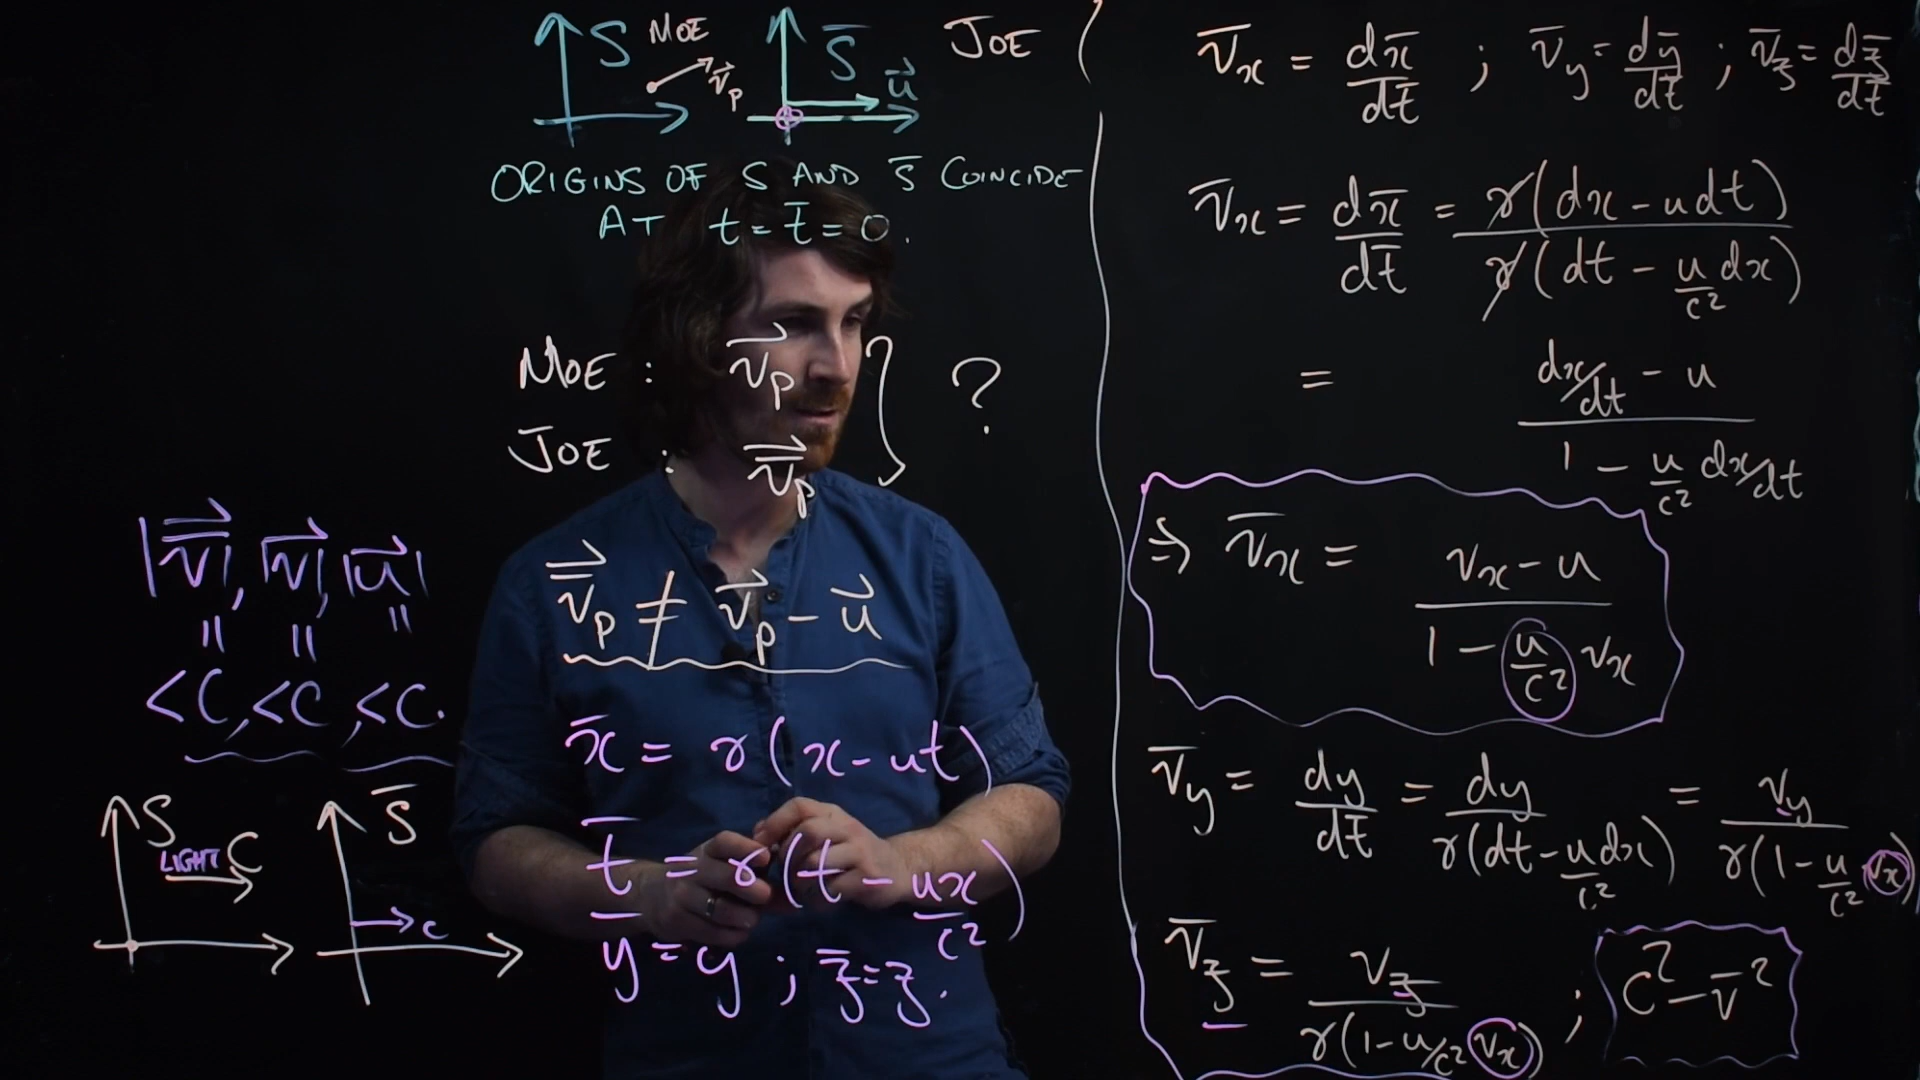 S MOE v⃗p S̄ u⃗ JOE
ORIGINS OF S AND S̄ COINCIDE
AT t = t̄ = 0.
MOE : v⃗p
JOE : v̄⃗p } ?
|v̄⃗|, |v⃗|, |u⃗|
" " "
<C, <C, <C.
v̄⃗p ≠ v⃗p - u⃗
x̄ = γ(x - ut)
t̄ = γ(t - ux/c²)
ȳ = y ; z̄ = z.
S LIGHT C
S̄ c
v̄x = dx̄/dt̄ ; v̄y = dȳ/dt̄ ; v̄z = dz̄/dt̄
v̄x = dx̄/dt̄ = γ(dx - udt) / γ(dt - u/c² dx)
= (dx/dt - u) / (1 - u/c² dx/dt)
⇒ v̄x = (vx - u) / (1 - u/c² vx)
v̄y = dy/dt̄ = dy / γ(dt - u dx/c²) = vy / γ(1 - u/c² vx)
v̄z = vz / γ(1 - u/c² vx) ; c² - v̄²